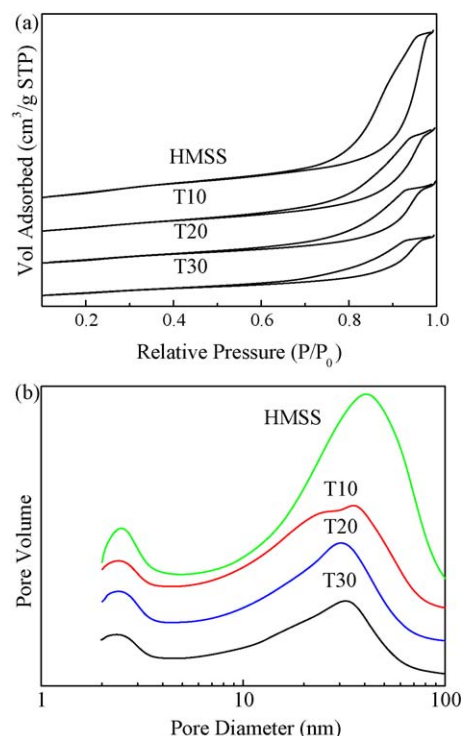 (a)
Vol Adsorbed (cm³/g STP)
HMSS
T10
T20
T30
0.2 0.4 0.6 0.8 1.0
Relative Pressure (P/P₀)
(b)
Pore Volume
HMSS
T10
T20
T30
1 10 100
Pore Diameter (nm)